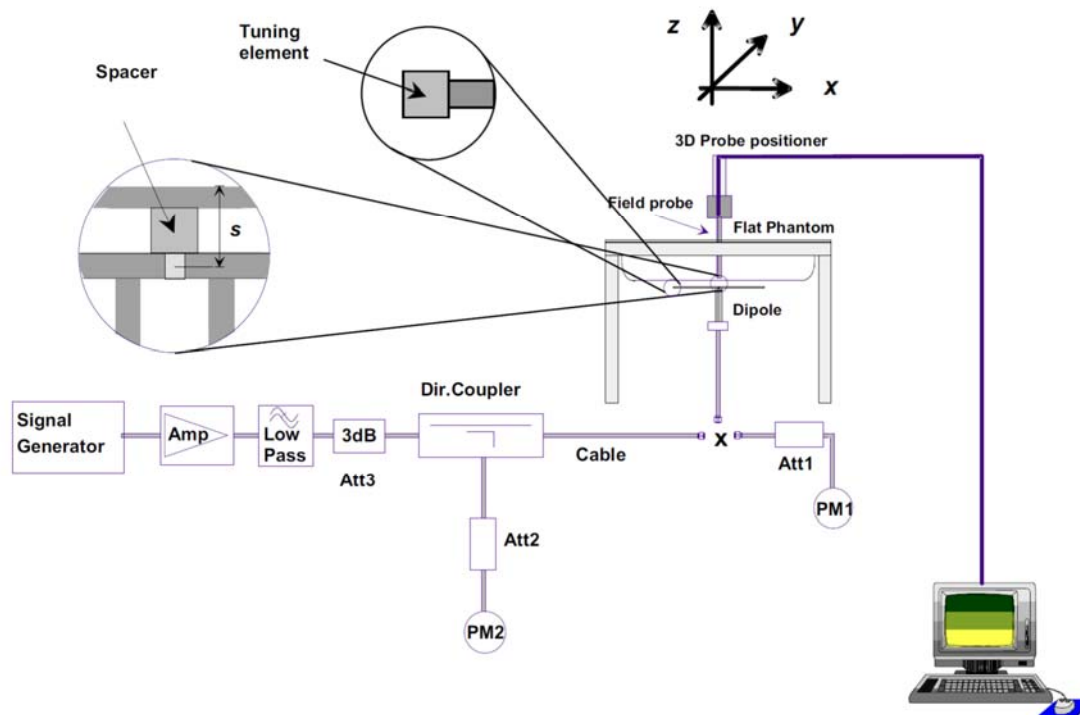 Tuning
element
Spacer
s
z
y
x
3D Probe positioner
Field probe
Flat Phantom
Dipole
Dir.Coupler
Signal
Generator
Amp
Low
Pass
3dB
Att3
Cable
x
Att1
PM1
Att2
PM2